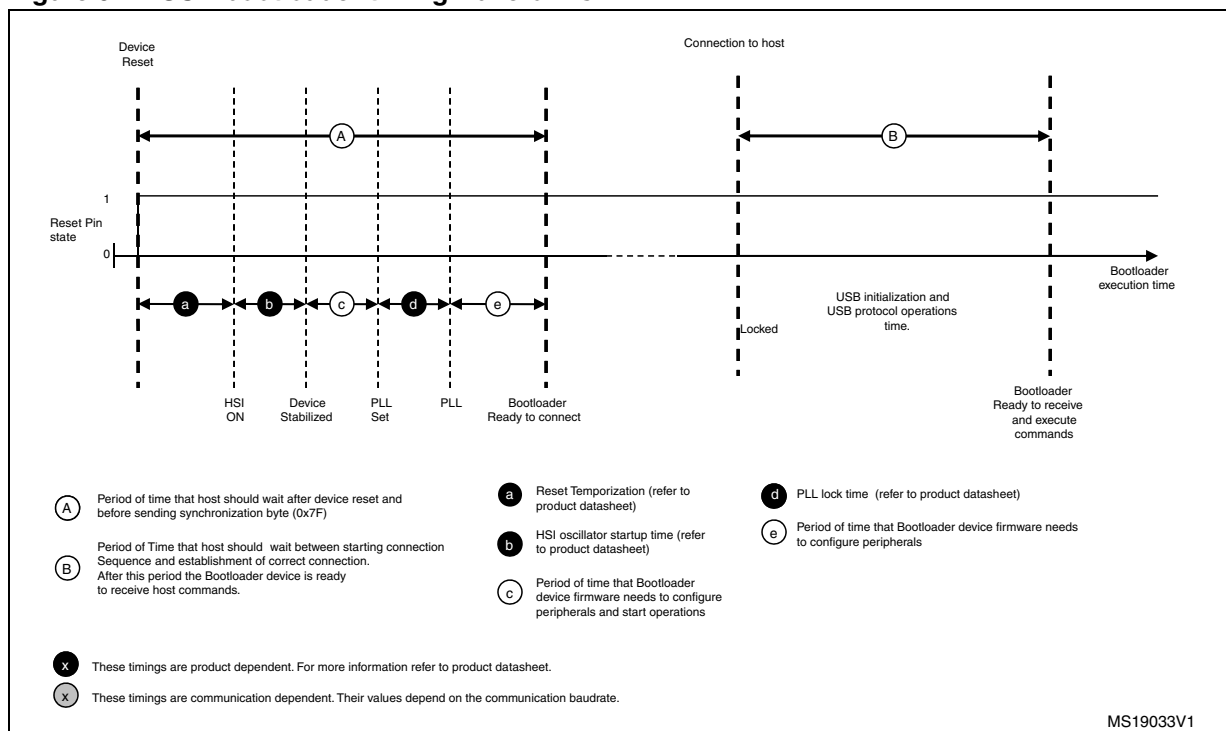 Device
Reset
Connection to host
A
B
1
Reset Pin
state
0
Bootloader
execution time
a
b
c
d
e
USB initialization and
USB protocol operations
time.
Locked
HSI
ON
Device
Stabilized
PLL
Set
PLL
Bootloader
Ready to connect
Bootloader
Ready to receive
and execute
commands
A
Period of time that host should wait after device reset and
before sending synchronization byte (0x7F)
B
Period of Time that host should wait between starting connection
Sequence and establishment of correct connection.
After this period the Bootloader device is ready
to receive host commands.
a
Reset Temporization (refer to
product datasheet)
b
HSI oscillator startup time (refer
to product datasheet)
c
Period of time that Bootloader
device firmware needs to configure
peripherals and start operations
d
PLL lock time (refer to product datasheet)
e
Period of time that Bootloader device firmware needs
to configure peripherals
x
These timings are product dependent. For more information refer to product datasheet.
x
These timings are communication dependent. Their values depend on the communication baudrate.
MS19033V1